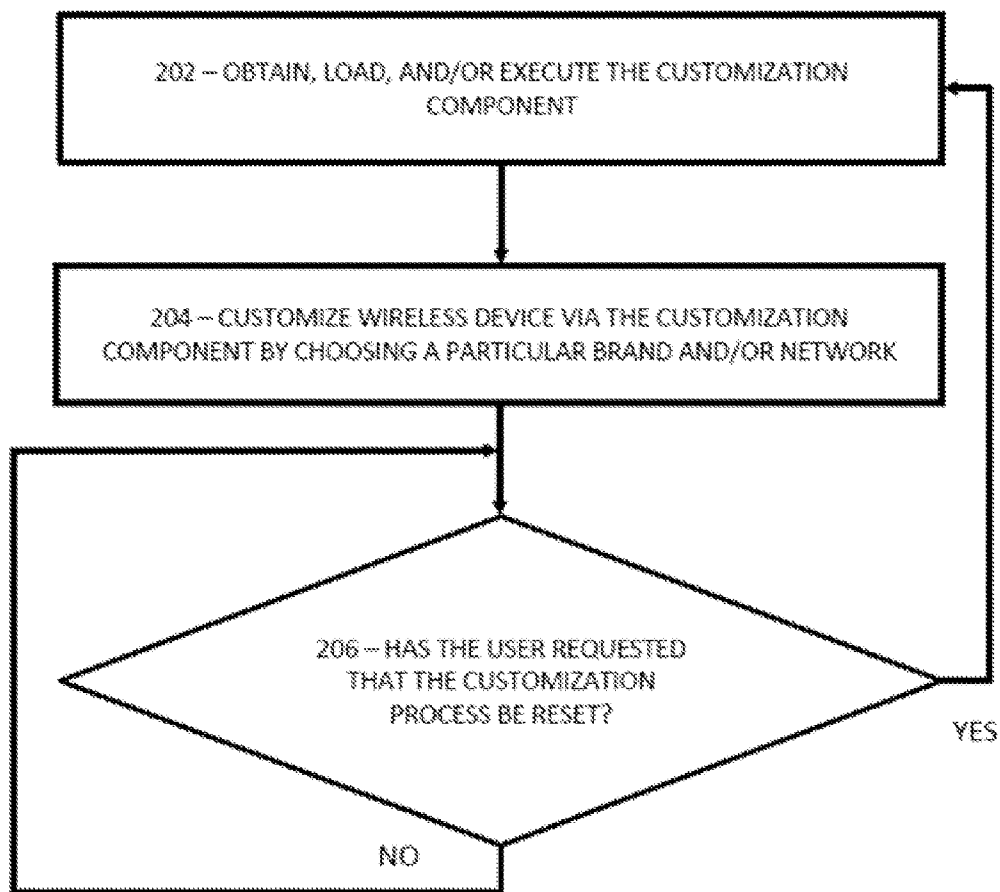 202 – OBTAIN, LOAD, AND/OR EXECUTE THE CUSTOMIZATION
COMPONENT
204 – CUSTOMIZE WIRELESS DEVICE VIA THE CUSTOMIZATION
COMPONENT BY CHOOSING A PARTICULAR BRAND AND/OR NETWORK
206 – HAS THE USER REQUESTED
THAT THE CUSTOMIZATION
PROCESS BE RESET?
YES
NO